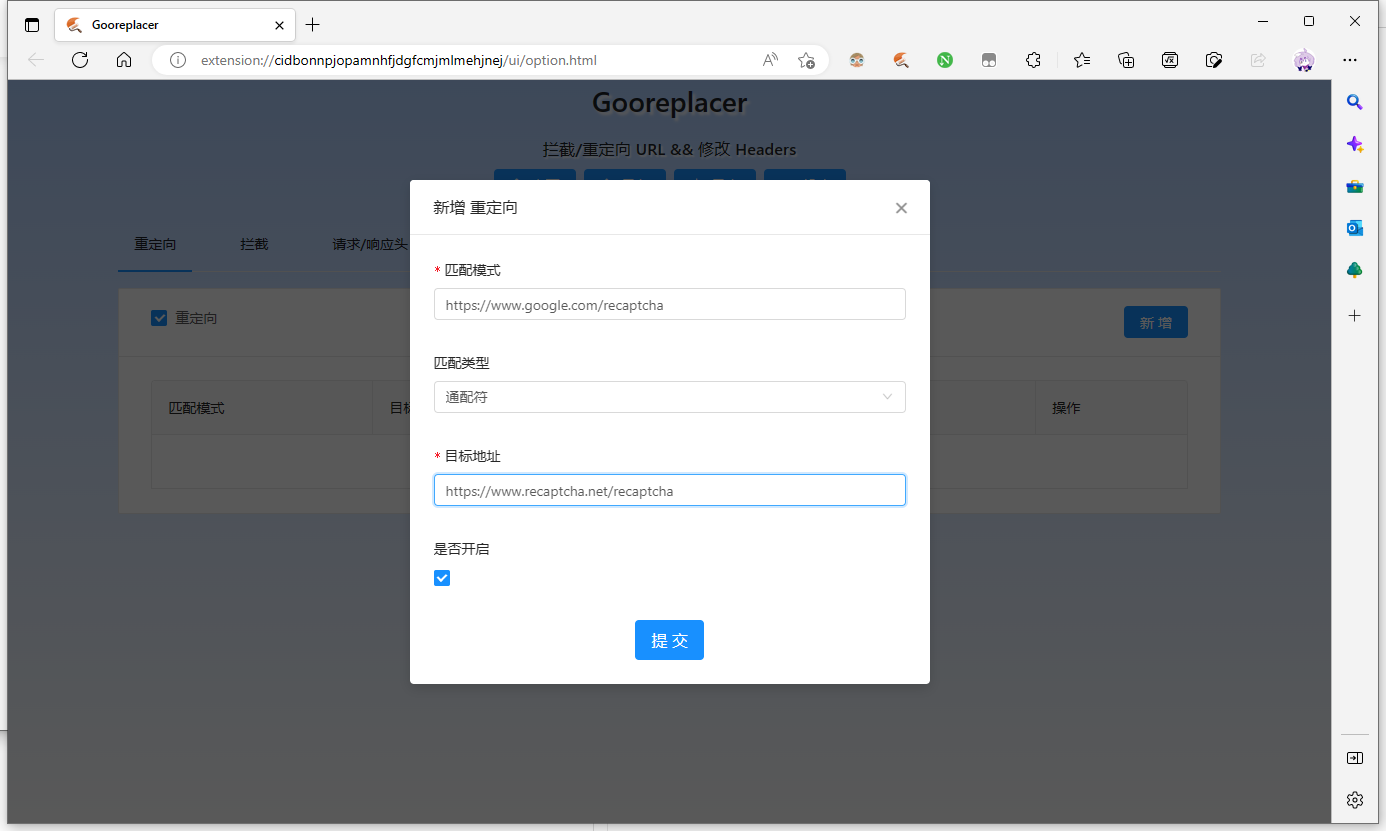 Gooreplacer
extension://cidbonnpjopamnhfjdgfcmjmlmehjnej/ui/option.html
Gooreplacer
拦截/重定向 URL && 修改 Headers
重定向
拦截
请求/响应头
重定向
新 增
匹配模式
操作
新增 重定向
* 匹配模式
https://www.google.com/recaptcha
匹配类型
通配符
* 目标地址
https://www.recaptcha.net/recaptcha
是否开启
提 交